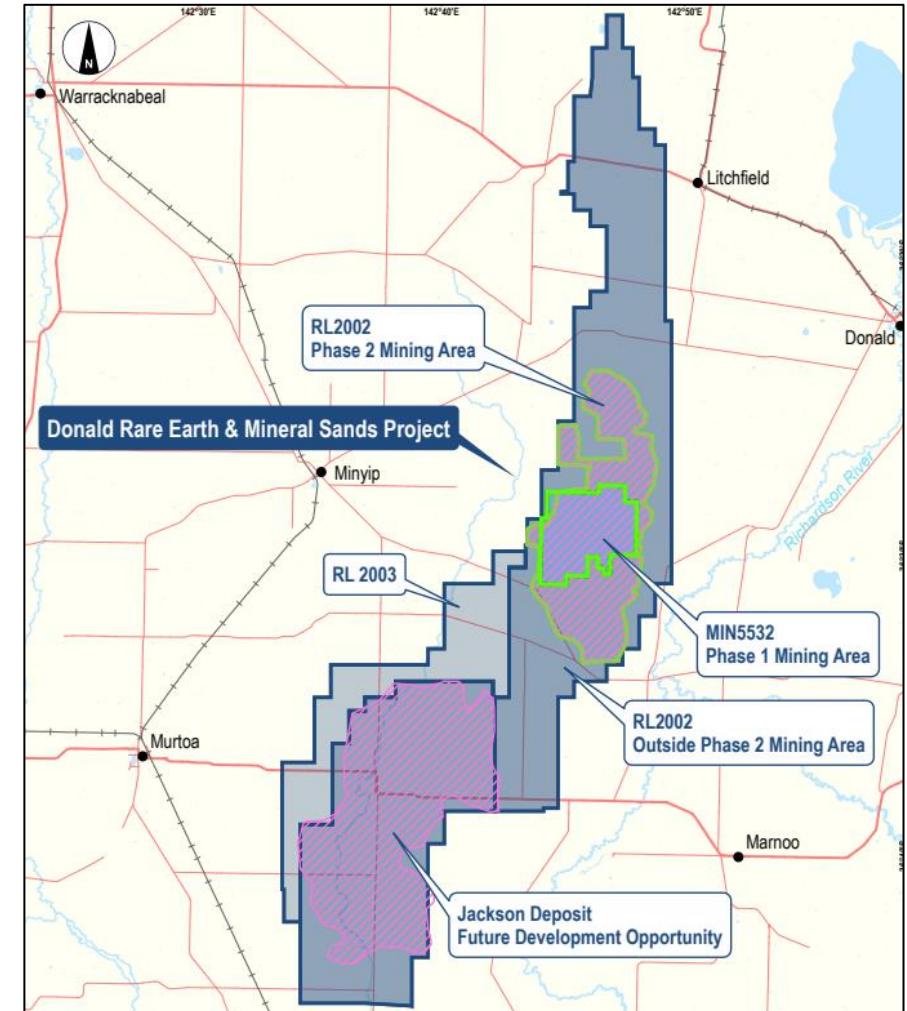 142°30'E
142°40'E
142°50'E
N
Warracknabeal
Litchfield
RL2002
Phase 2 Mining Area
Donald
Donald Rare Earth & Mineral Sands Project
Minyip
Richardson River
RL 2003
MIN5532
Phase 1 Mining Area
RL2002
Outside Phase 2 Mining Area
Murtoa
Marnoo
Jackson Deposit
Future Development Opportunity